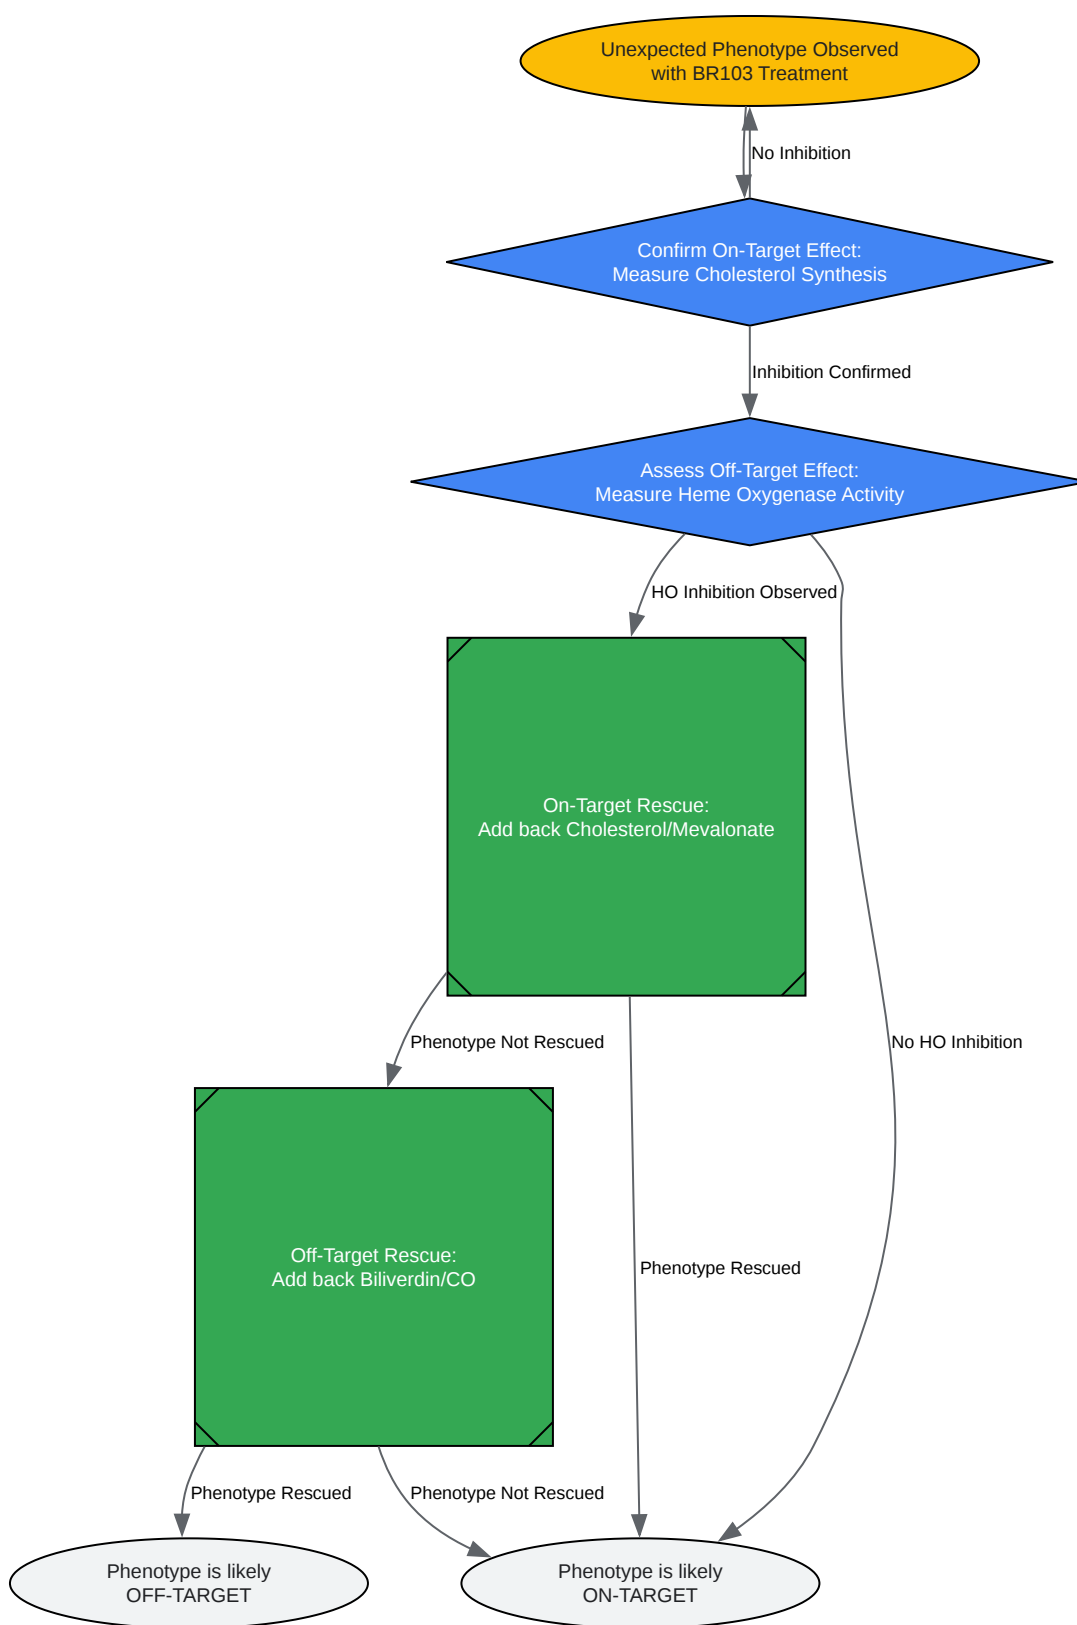 Unexpected Phenotype Observed
with BR103 Treatment
No Inhibition
Confirm On-Target Effect:
Measure Cholesterol Synthesis
Inhibition Confirmed
Assess Off-Target Effect:
Measure Heme Oxygenase Activity
HO Inhibition Observed
On-Target Rescue:
Add back Cholesterol/Mevalonate
Phenotype Not Rescued
No HO Inhibition
Off-Target Rescue:
Add back Biliverdin/CO
Phenotype Rescued
Phenotype Rescued
Phenotype Not Rescued
Phenotype is likely
OFF-TARGET
Phenotype is likely
ON-TARGET